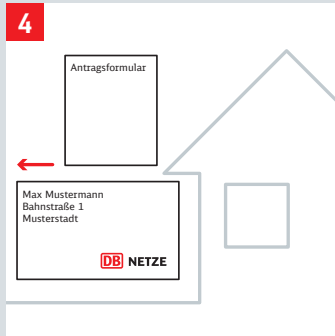 4
Antragsformular
Max Mustermann
Bahnstraße 1
Musterstadt
DB NETZE